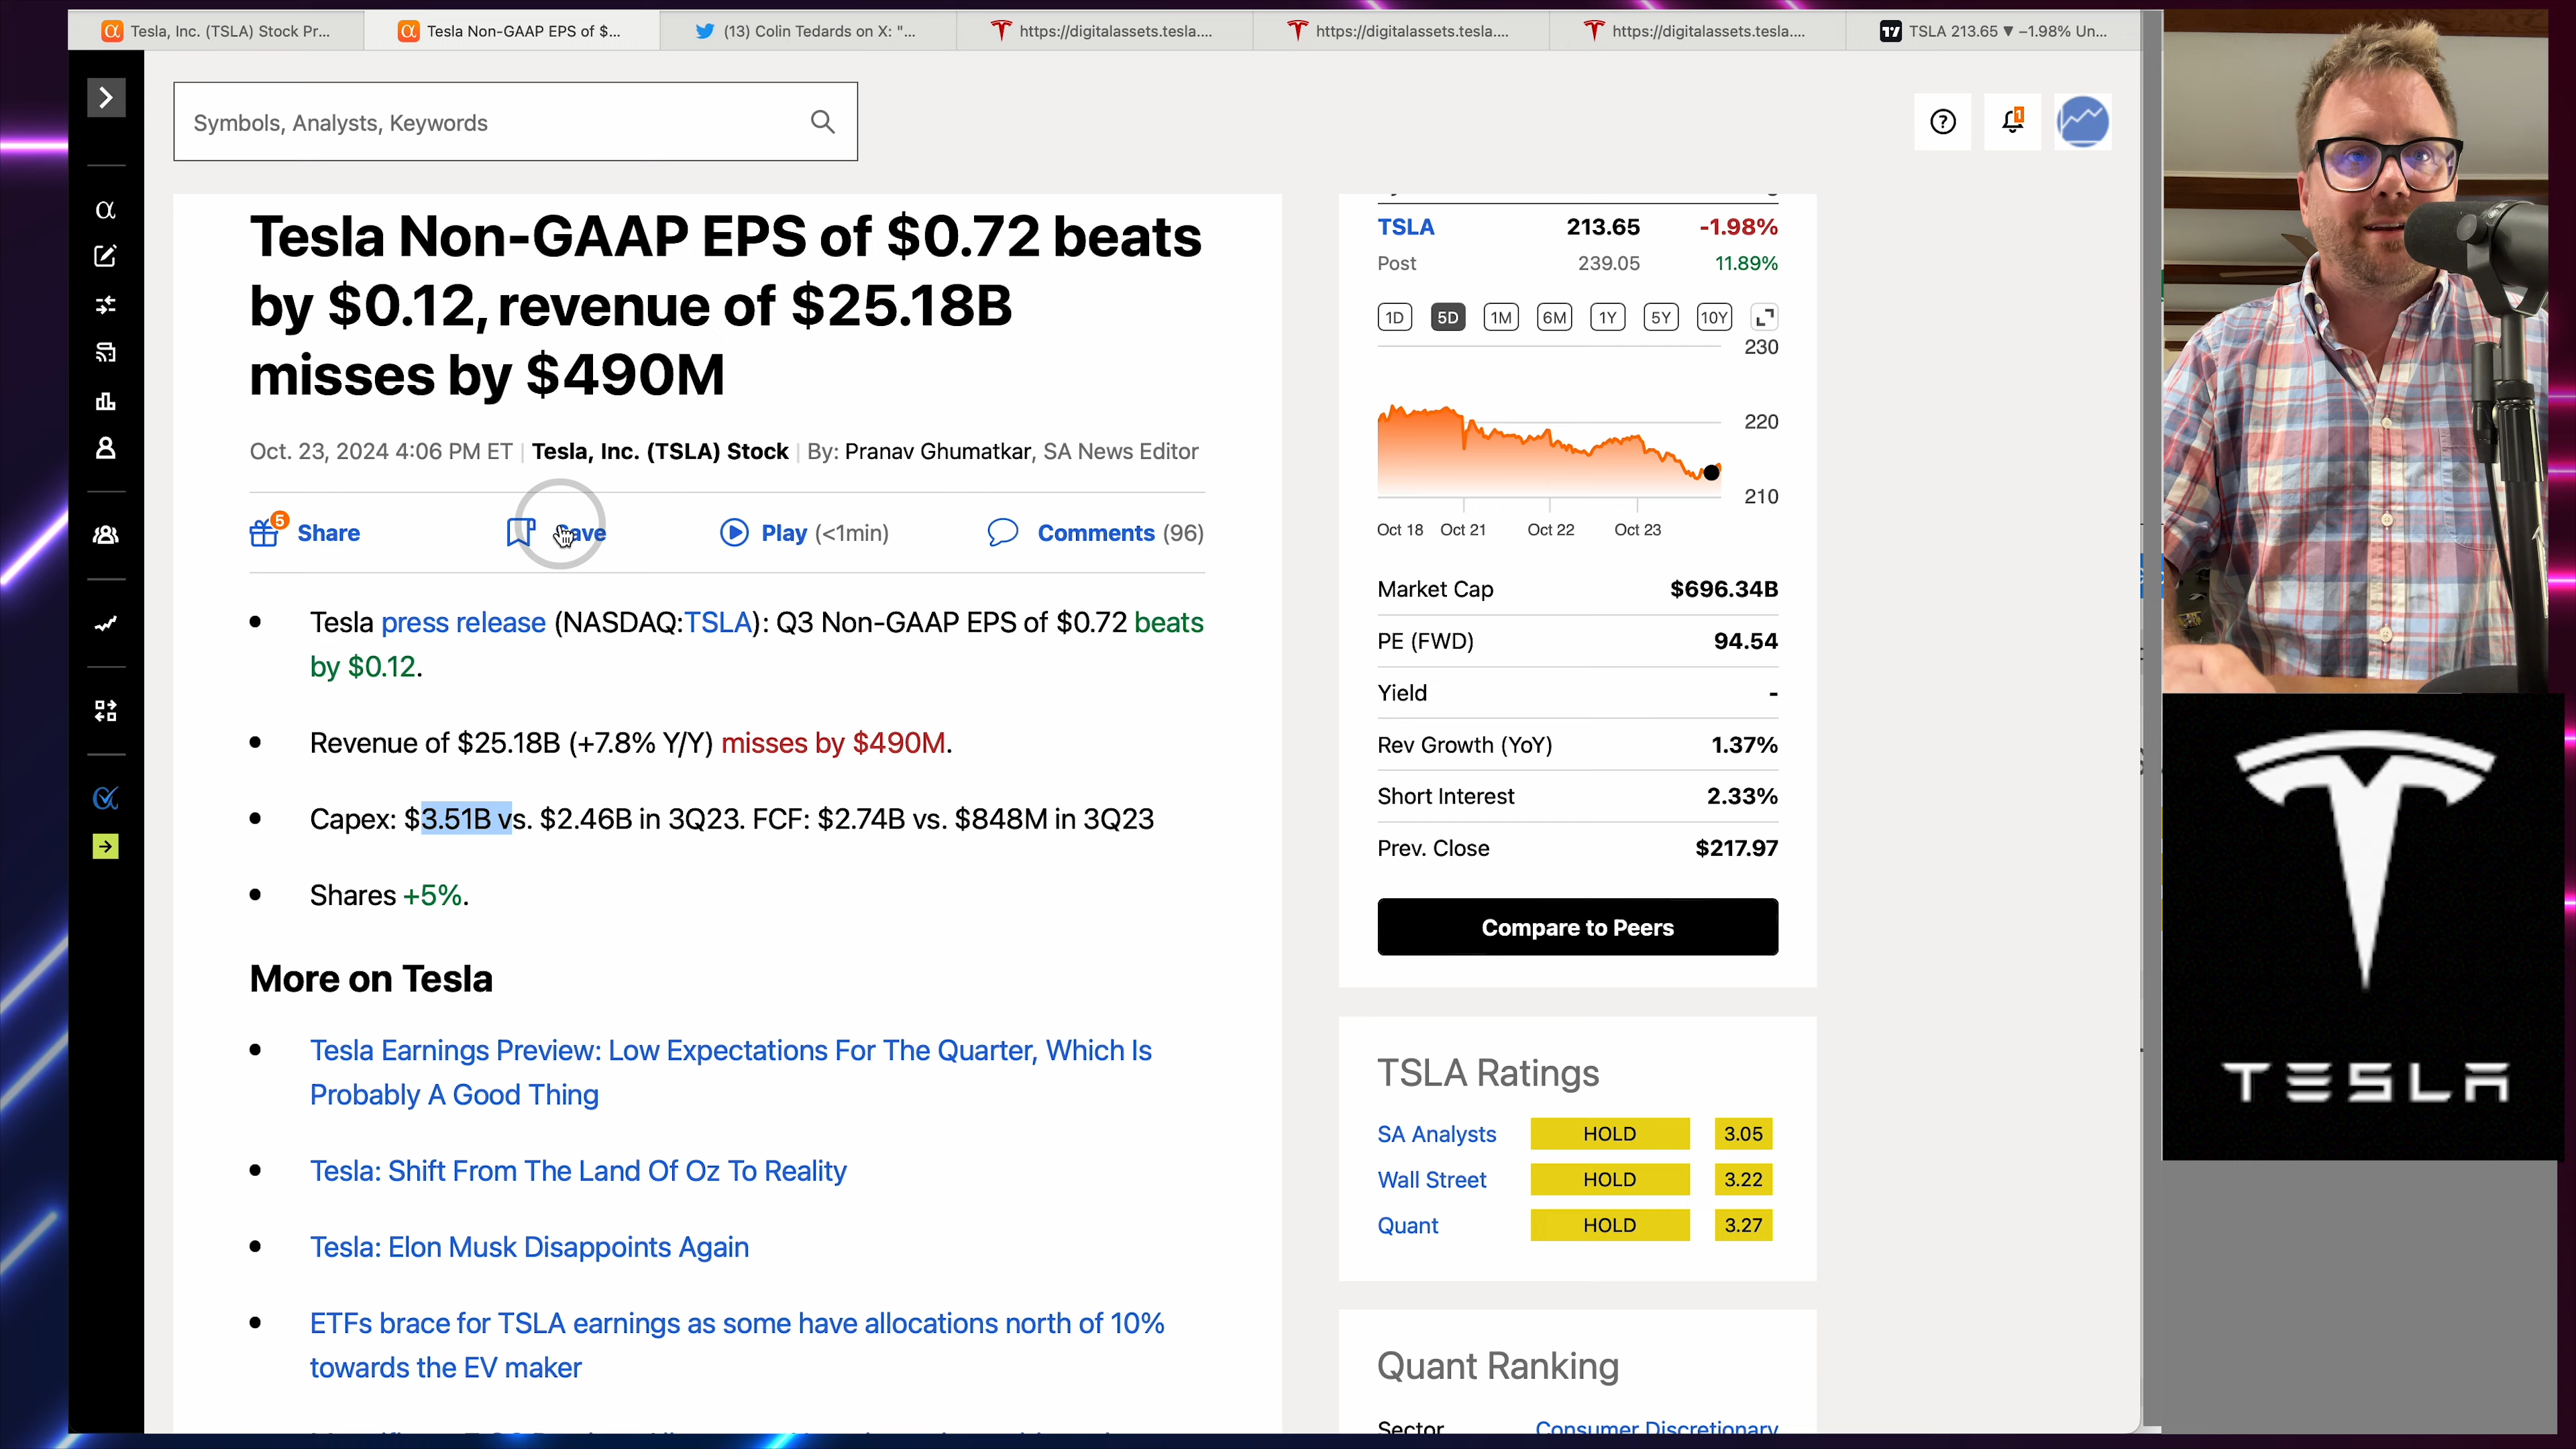 Tesla, Inc. (TSLA) Stock Pr...
Tesla Non-GAAP EPS of $...
(13) Colin Tedards on X: "...
https://digitalassets.tesla....
https://digitalassets.tesla....
https://digitalassets.tesla....
TSLA 213.65 ▼ −1.98% Un...
Symbols, Analysts, Keywords
1
Tesla Non-GAAP EPS of $0.72 beats
by $0.12, revenue of $25.18B
misses by $490M
Oct. 23, 2024 4:06 PM ET | Tesla, Inc. (TSLA) Stock | By: Pranav Ghumatkar, SA News Editor
5 Share
Save
Play (<1min)
Comments (96)
• Tesla press release (NASDAQ:TSLA): Q3 Non-GAAP EPS of $0.72 beats
by $0.12.
• Revenue of $25.18B (+7.8% Y/Y) misses by $490M.
• Capex: $3.51B vs. $2.46B in 3Q23. FCF: $2.74B vs. $848M in 3Q23
• Shares +5%.
More on Tesla
• Tesla Earnings Preview: Low Expectations For The Quarter, Which Is
Probably A Good Thing
• Tesla: Shift From The Land Of Oz To Reality
• Tesla: Elon Musk Disappoints Again
• ETFs brace for TSLA earnings as some have allocations north of 10%
towards the EV maker
TSLA 213.65 -1.98%
Post 239.05 11.89%
1D 5D 1M 6M 1Y 5Y 10Y
230
220
210
Oct 18 Oct 21 Oct 22 Oct 23
Market Cap $696.34B
PE (FWD) 94.54
Yield -
Rev Growth (YoY) 1.37%
Short Interest 2.33%
Prev. Close $217.97
Compare to Peers
TSLA Ratings
SA Analysts HOLD 3.05
Wall Street HOLD 3.22
Quant HOLD 3.27
Quant Ranking
Sector Consumer Discretionary
TESLA